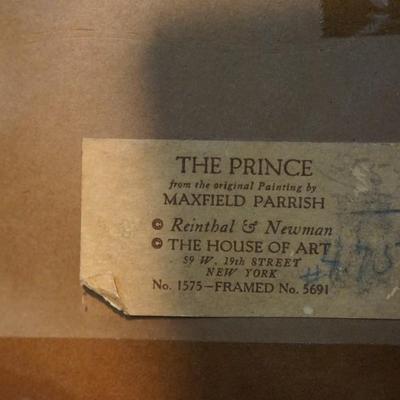 THE PRINCE
from the original Painting by
MAXFIELD PARRISH
© Reinthal & Newman
© THE HOUSE OF ART
59 W. 19th STREET
NEW YORK
No. 1575—FRAMED No. 5691